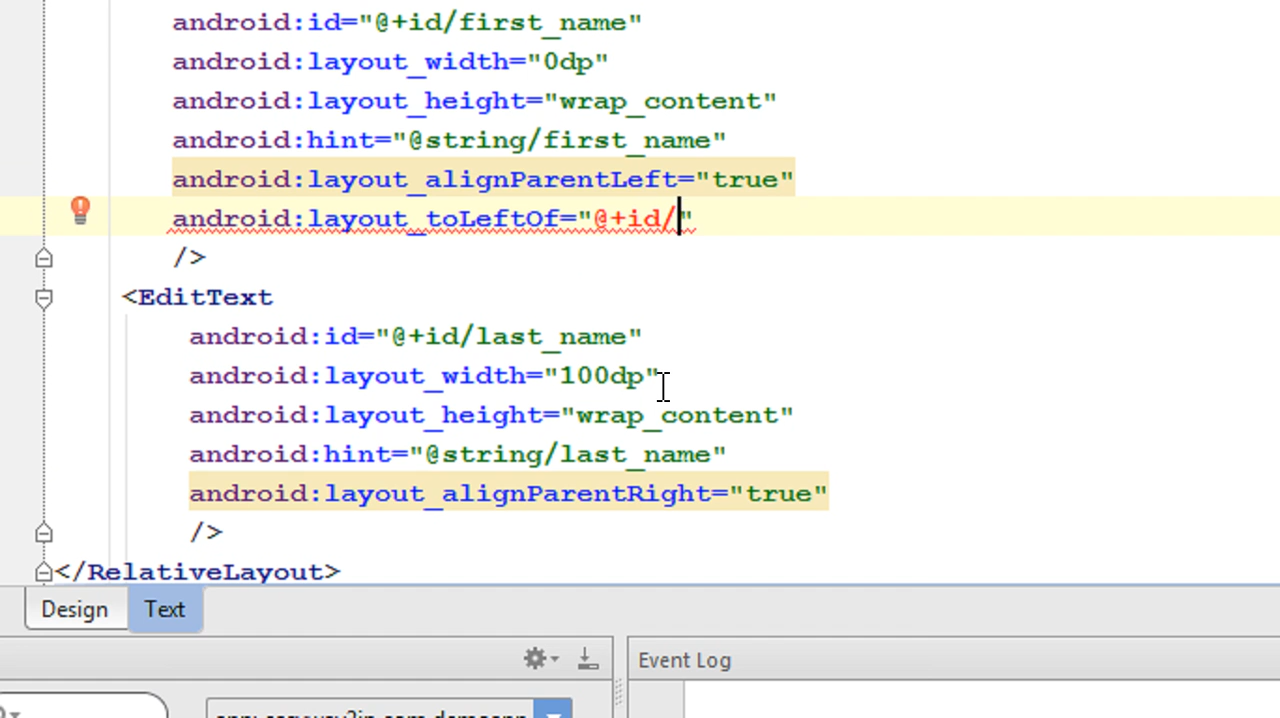 android:id="@+id/first_name"
android:layout_width="0dp"
android:layout_height="wrap_content"
android:hint="@string/first_name"
android:layout_alignParentLeft="true"
android:layout_toLeftOf="@+id/"
/>
<EditText
android:id="@+id/last_name"
android:layout_width="100dp"
android:layout_height="wrap_content"
android:hint="@string/last_name"
android:layout_alignParentRight="true"
/>
</RelativeLayout>
Design Text
Event Log